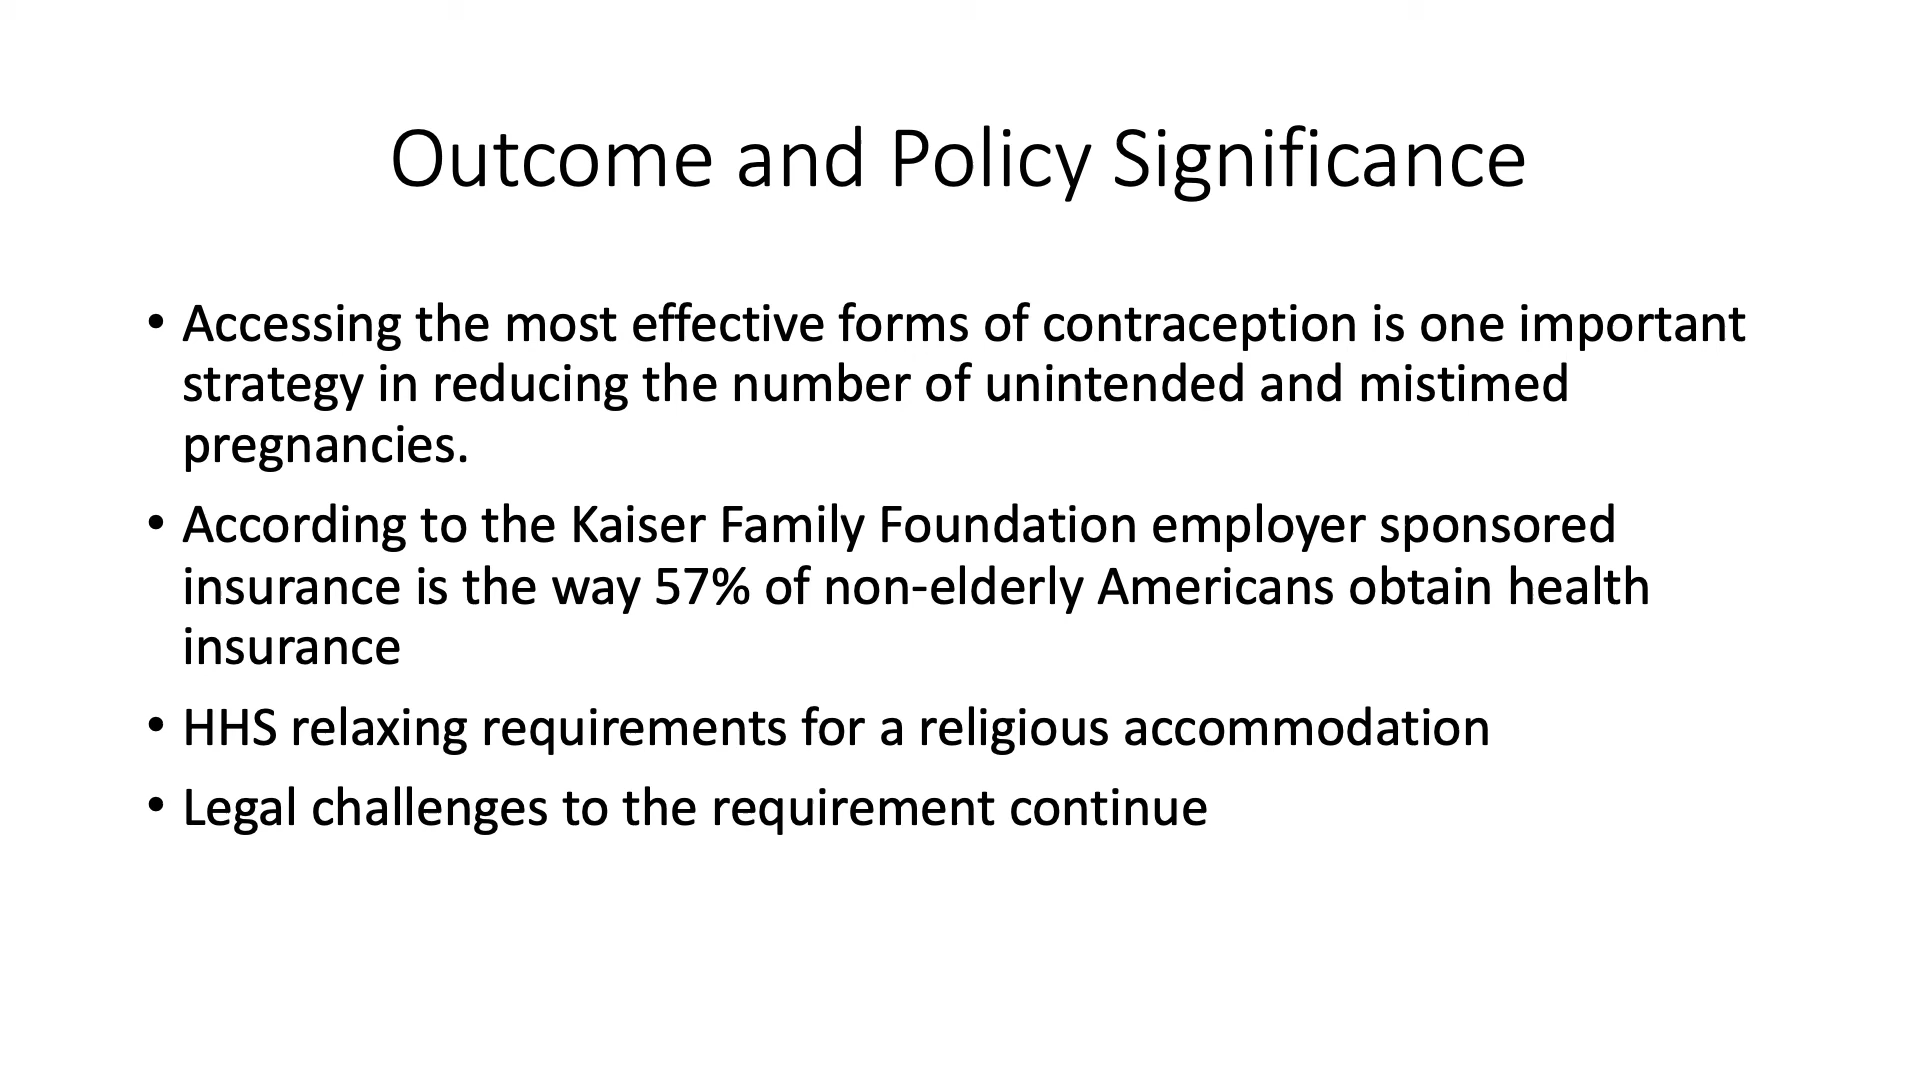 Outcome and Policy Significance
• Accessing the most effective forms of contraception is one important
strategy in reducing the number of unintended and mistimed
pregnancies.
• According to the Kaiser Family Foundation employer sponsored
insurance is the way 57% of non-elderly Americans obtain health
insurance
• HHS relaxing requirements for a religious accommodation
• Legal challenges to the requirement continue